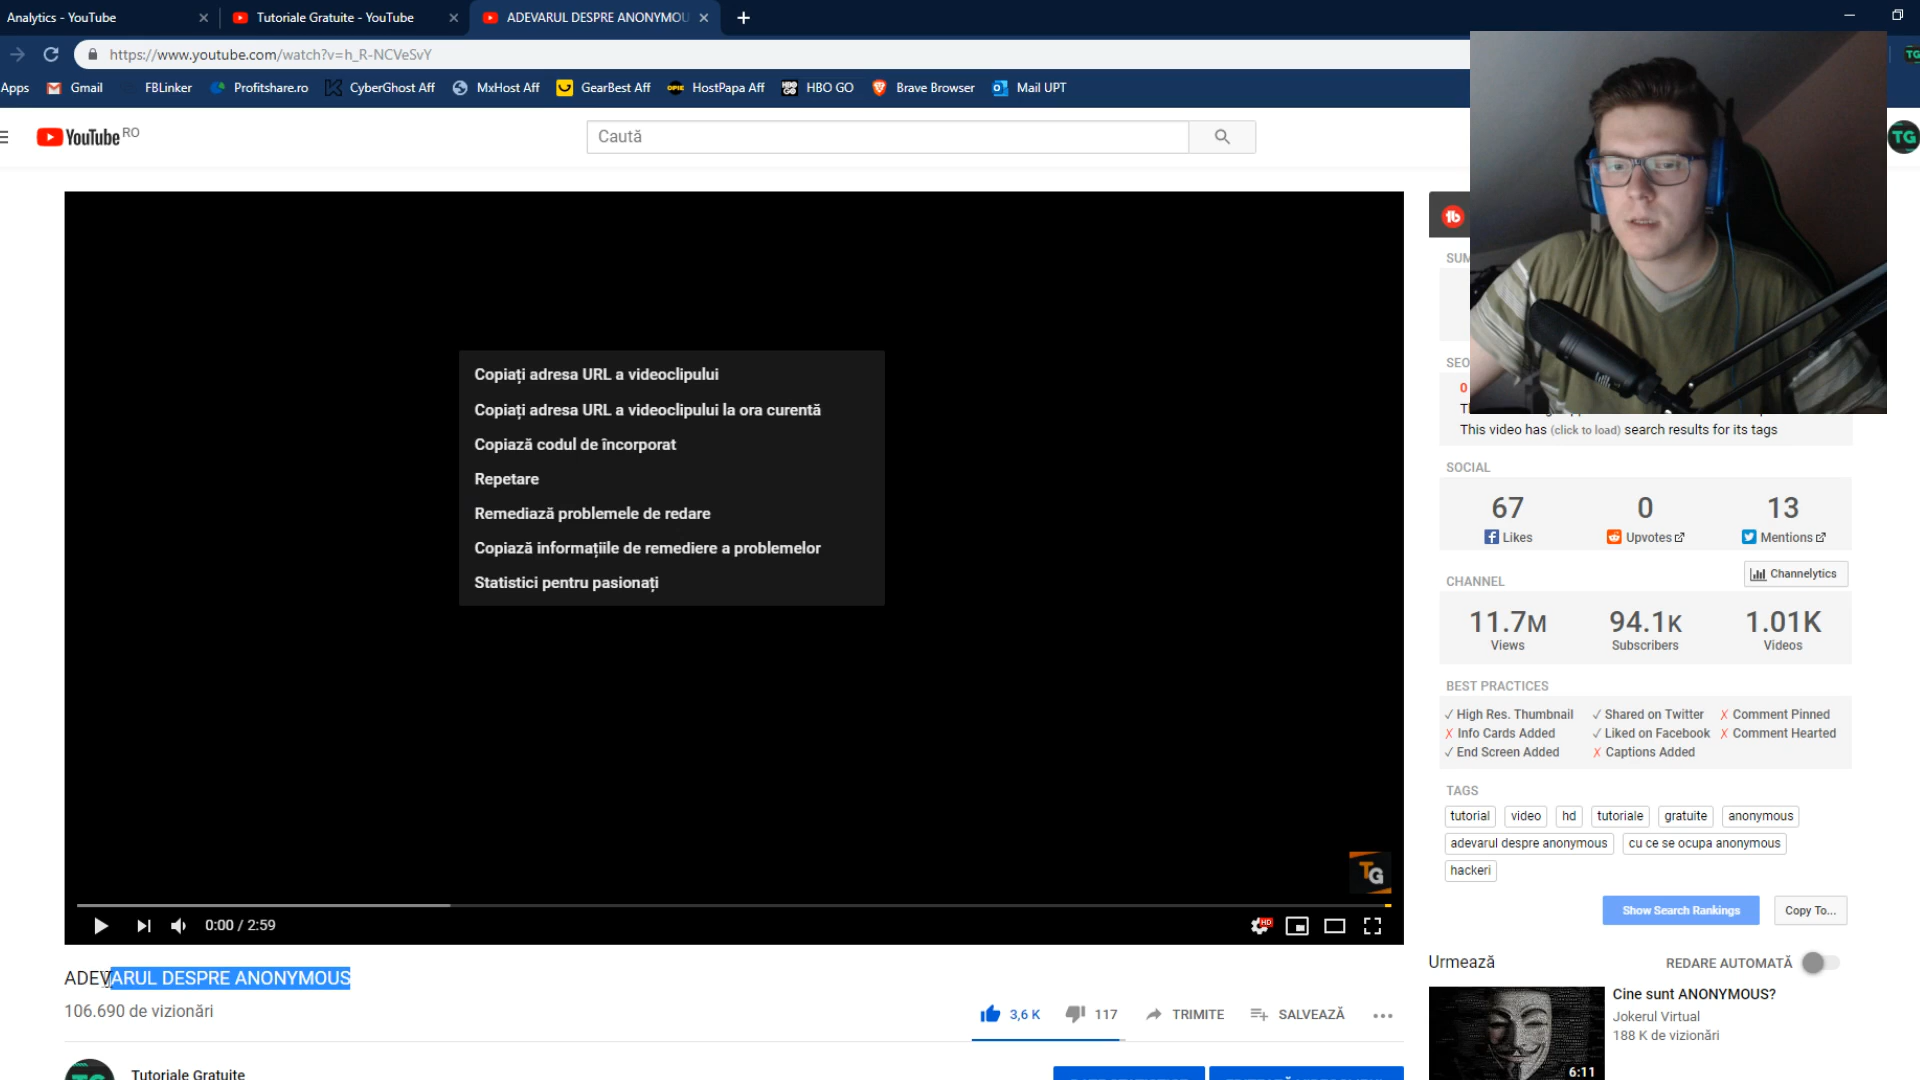 Analytics - YouTube
Tutoriale Gratuite - YouTube
ADEVARUL DESPRE ANONYMOU
https://www.youtube.com/watch?v=h_R-NCVeSvY
Apps
Gmail
FBLinker
Profitshare.ro
CyberGhost Aff
MxHost Aff
GearBest Aff
HostPapa Aff
HBO GO
Brave Browser
Mail UPT
YouTube RO
Caută
TG
Copiați adresa URL a videoclipului
Copiați adresa URL a videoclipului la ora curentă
Copiază codul de încorporat
Repetare
Remediază problemele de redare
Copiază informațiile de remediere a problemelor
Statistici pentru pasionați
TG
0:00 / 2:59
HD
ADEVARUL DESPRE ANONYMOUS
106.690 de vizionări
3,6 K
117
TRIMITE
SALVEAZĂ
Tutoriale Gratuite
SUM
SEO
0
This video has (click to load) search results for its tags
SOCIAL
67
0
13
Likes
Upvotes
Mentions
CHANNEL
Channelytics
11.7M
94.1K
1.01K
Views
Subscribers
Videos
BEST PRACTICES
✓ High Res. Thumbnail
✓ Shared on Twitter
✗ Comment Pinned
✗ Info Cards Added
✓ Liked on Facebook
✗ Comment Hearted
✓ End Screen Added
✗ Captions Added
TAGS
tutorial
video
hd
tutoriale
gratuite
anonymous
adevarul despre anonymous
cu ce se ocupa anonymous
hackeri
Show Search Rankings
Copy To...
Urmează
REDARE AUTOMATĂ
Cine sunt ANONYMOUS?
Jokerul Virtual
188 K de vizionări
6:11